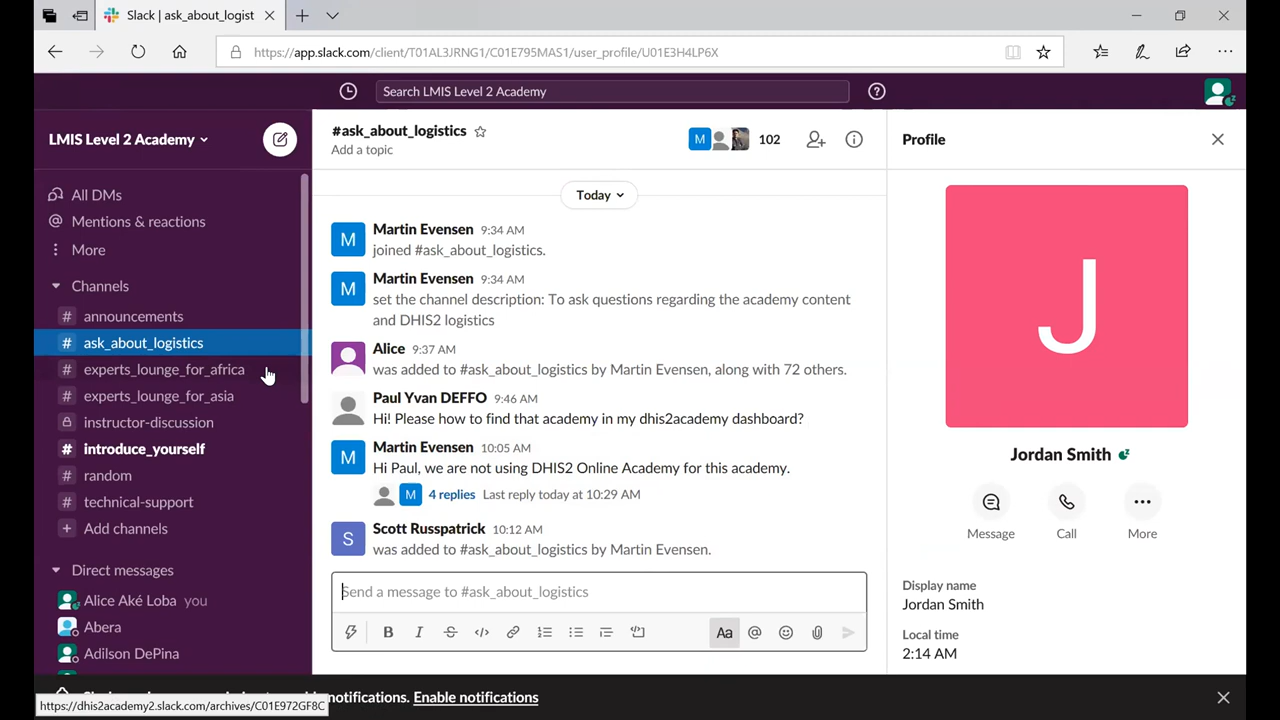 Slack | ask_about_logist
https://app.slack.com/client/T01AL3JRNG1/C01E795MAS1/user_profile/U01E3H4LP6X
Search LMIS Level 2 Academy
LMIS Level 2 Academy
All DMs
Mentions & reactions
More
Channels
# announcements
# ask_about_logistics
# experts_lounge_for_africa
# experts_lounge_for_asia
instructor-discussion
# introduce_yourself
# random
# technical-support
+ Add channels
Direct messages
Alice Aké Loba you
Abera
Adilson DePina
#ask_about_logistics
Add a topic
M
102
Today
M
Martin Evensen 9:34 AM
joined #ask_about_logistics.
M
Martin Evensen 9:34 AM
set the channel description: To ask questions regarding the academy content
and DHIS2 logistics
Alice 9:37 AM
was added to #ask_about_logistics by Martin Evensen, along with 72 others.
Paul Yvan DEFFO 9:46 AM
Hi! Please how to find that academy in my dhis2academy dashboard?
M
Martin Evensen 10:05 AM
Hi Paul, we are not using DHIS2 Online Academy for this academy.
M 4 replies Last reply today at 10:29 AM
S
Scott Russpatrick 10:12 AM
was added to #ask_about_logistics by Martin Evensen.
Send a message to #ask_about_logistics
B I S Aa @
Profile
J
Jordan Smith
Message Call More
Display name
Jordan Smith
Local time
2:14 AM
notifications. Enable notifications
https://dhis2academy2.slack.com/archives/C01E972GF8C